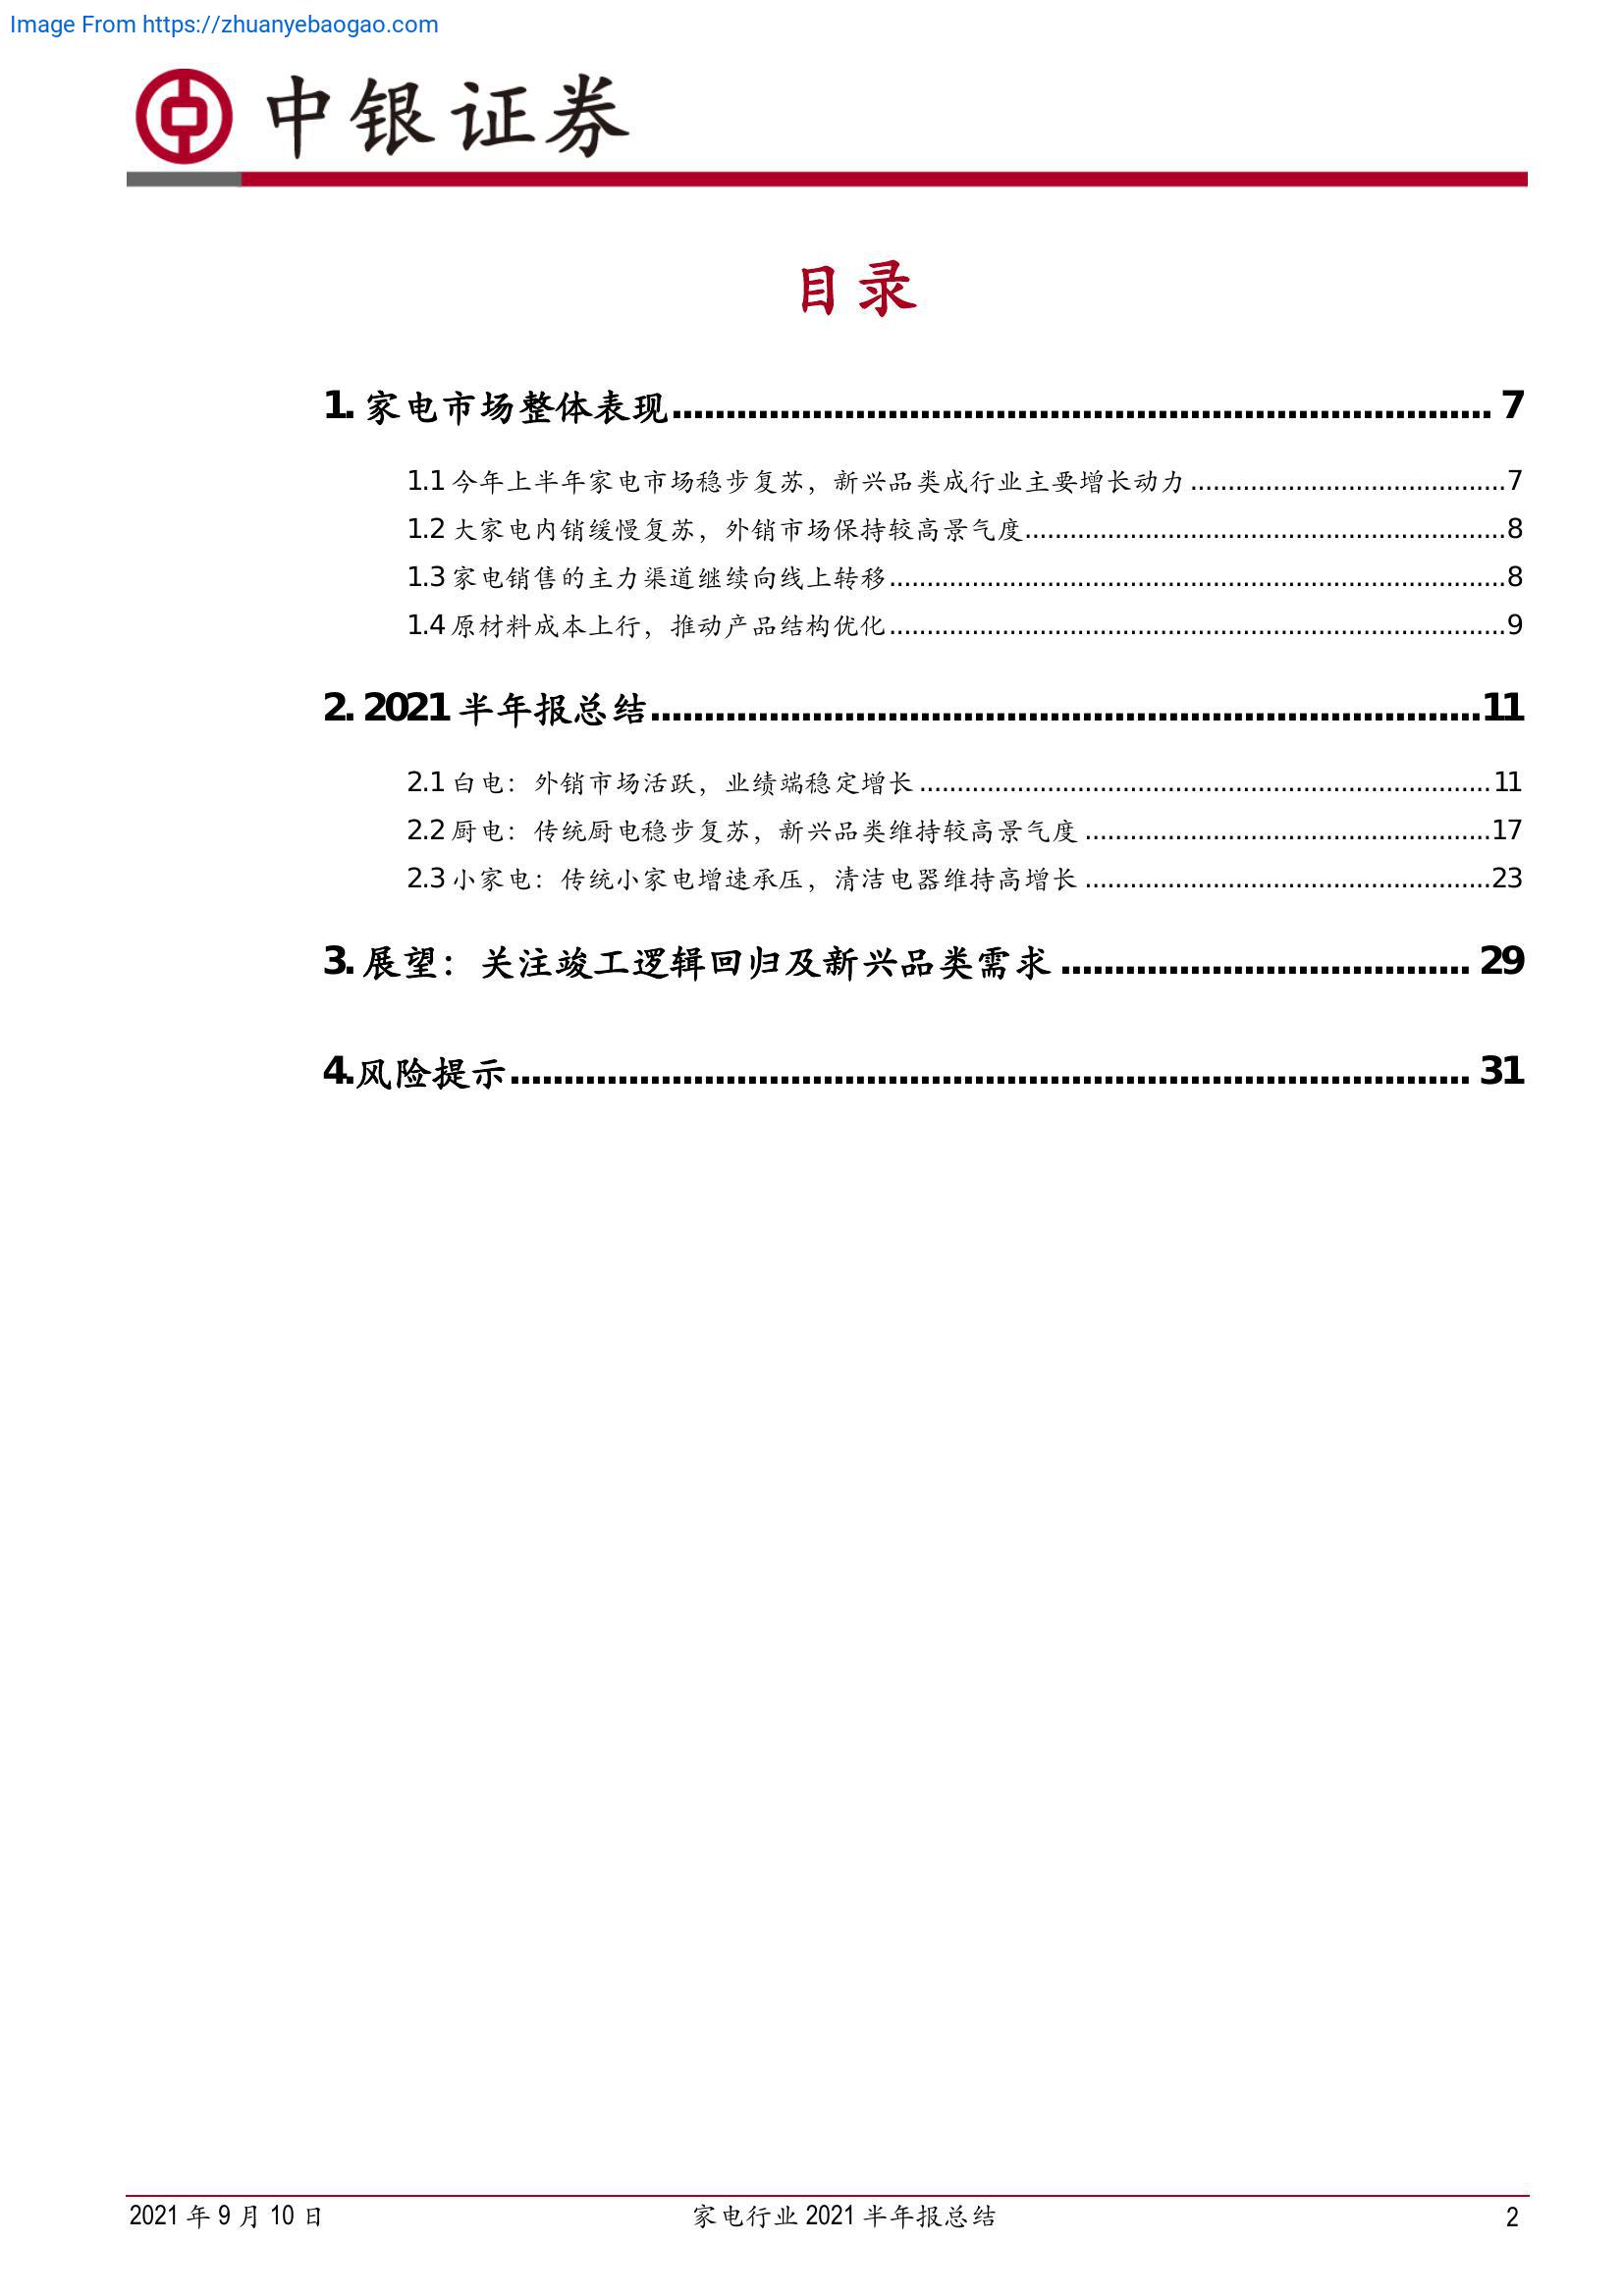 Image From https://zhuanyebaogao.com
中银证券
目录
1. 家电市场整体表现........................................ 7
1.1 今年上半年家电市场稳步复苏，新兴品类成行业主要增长动力 ........................................7
1.2 大家电内销缓慢复苏，外销市场保持较高景气度........................................8
1.3 家电销售的主力渠道继续向线上转移........................................8
1.4 原材料成本上行，推动产品结构优化........................................9
2. 2021 半年报总结........................................11
2.1 白电：外销市场活跃，业绩端稳定增长 ........................................11
2.2 厨电：传统厨电稳步复苏，新兴品类维持较高景气度 ........................................17
2.3 小家电：传统小家电增速承压，清洁电器维持高增长 ........................................23
3. 展望：关注竣工逻辑回归及新兴品类需求 ........................................ 29
4.风险提示........................................ 31
2021 年 9 月 10 日 家电行业 2021 半年报总结 2